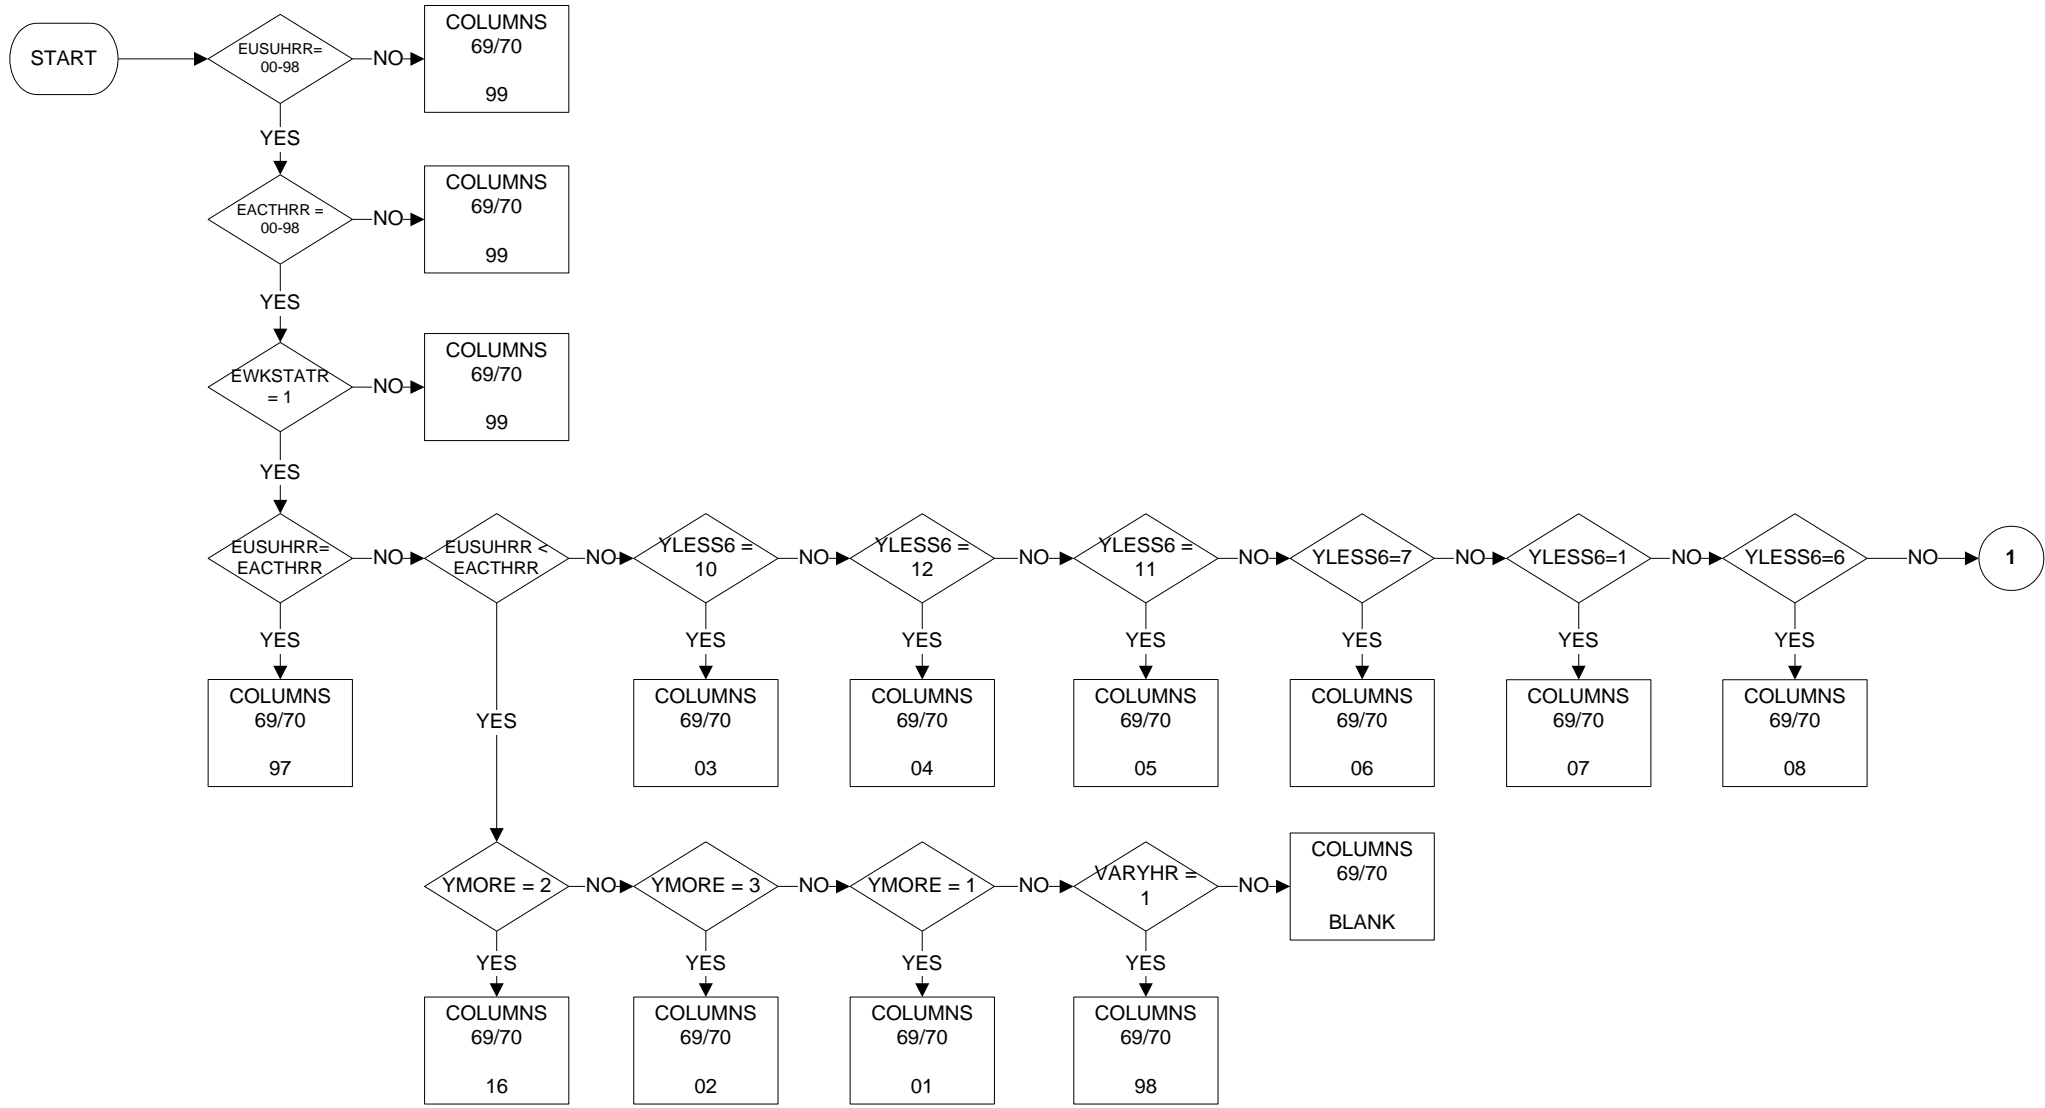 START
EUSUHRR=
00-98
NO
COLUMNS
69/70
99
YES
EACTHRR =
00-98
NO
COLUMNS
69/70
99
YES
EWKSTATR
= 1
NO
COLUMNS
69/70
99
YES
EUSUHRR=
EACTHRR
NO
EUSUHRR <
EACTHRR
NO
YLESS6 =
10
NO
YLESS6 =
12
NO
YLESS6 =
11
NO
YLESS6=7
NO
YLESS6=1
NO
YLESS6=6
NO
1
YES
COLUMNS
69/70
97
YES
YES
COLUMNS
69/70
03
YES
COLUMNS
69/70
04
YES
COLUMNS
69/70
05
YES
COLUMNS
69/70
06
YES
COLUMNS
69/70
07
YES
COLUMNS
69/70
08
YMORE = 2
NO
YMORE = 3
NO
YMORE = 1
NO
VARYHR =
1
NO
COLUMNS
69/70
BLANK
YES
COLUMNS
69/70
16
YES
COLUMNS
69/70
02
YES
COLUMNS
69/70
01
YES
COLUMNS
69/70
98